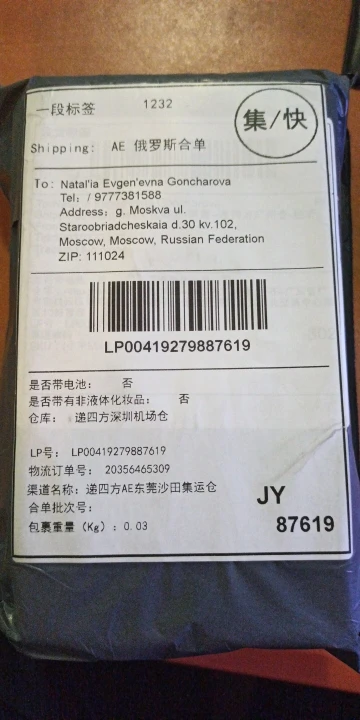 一段标签 1232
集/快
Shipping: AE 俄罗斯合单
To: Natal'ia Evgen'evna Goncharova
Tel: / 9777381588
Address: g. Moskva ul.
Staroobriadcheskaia d.30 kv.102,
Moscow, Moscow, Russian Federation
ZIP: 111024
LP00419279887619
是否带电池： 否
是否带有非液体化妆品： 否
仓库： 递四方深圳机场仓
LP号： LP00419279887619
物流订单号： 20356465309
渠道名称：递四方AE东莞沙田集运仓
合单批次号：
包裹重量（Kg）：0.03
JY
87619